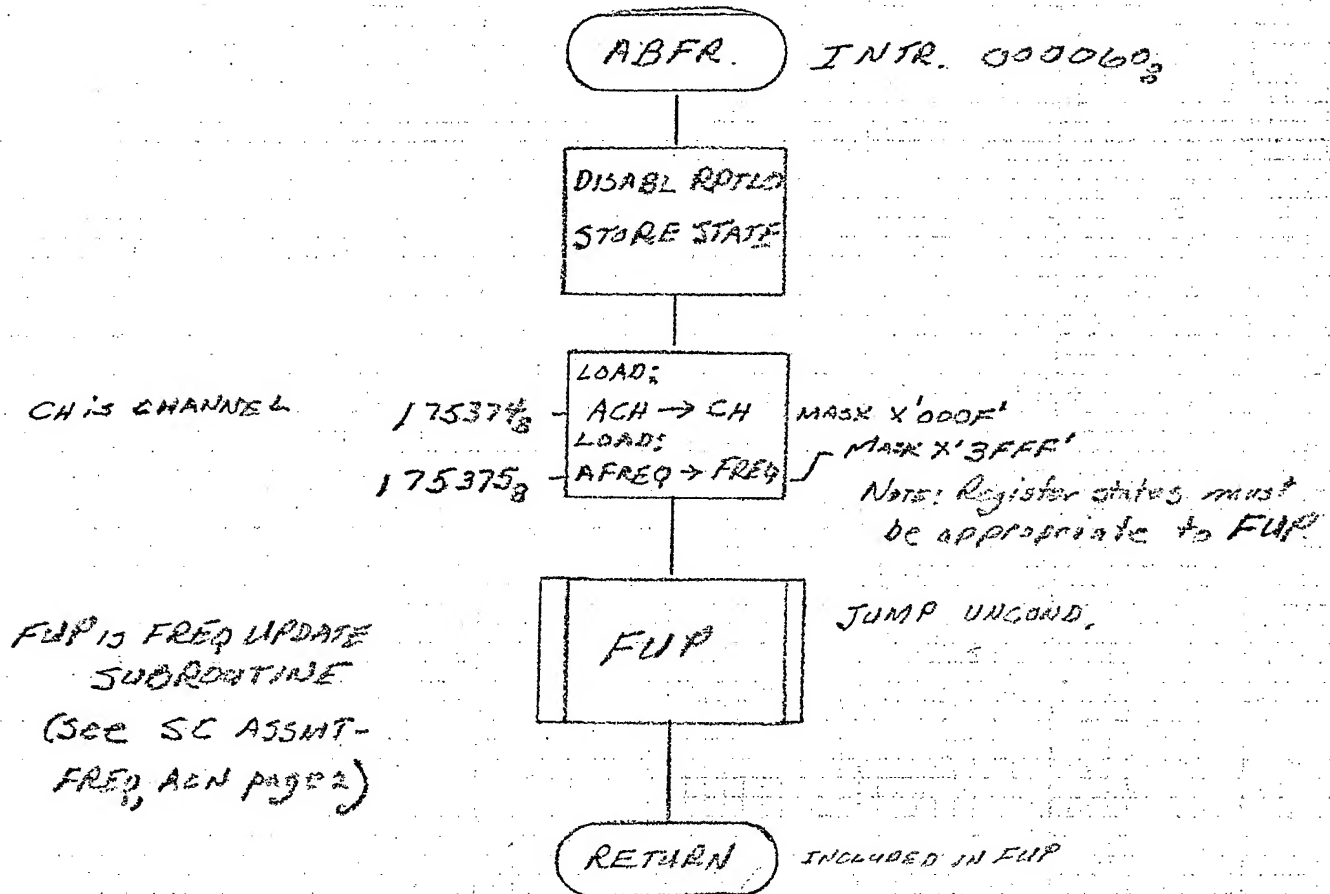 ABFR. INTR. 000060₈
DISABL RPTLD
STORE STATE
LOAD:
CH is CHANNEL 175374₈ ACH → CH MASK X'000F'
LOAD:
175375₈ AFREQ → FREQ MASK X'3FFF'
NOTE: Register states must
be appropriate to FUP.
FUP JUMP UNCOND.
FUP is FREQ UPDATE
SUBROUTINE
(See SC ASSMT-
FREQ, ACN page 2)
RETURN INCLUDED IN FUP